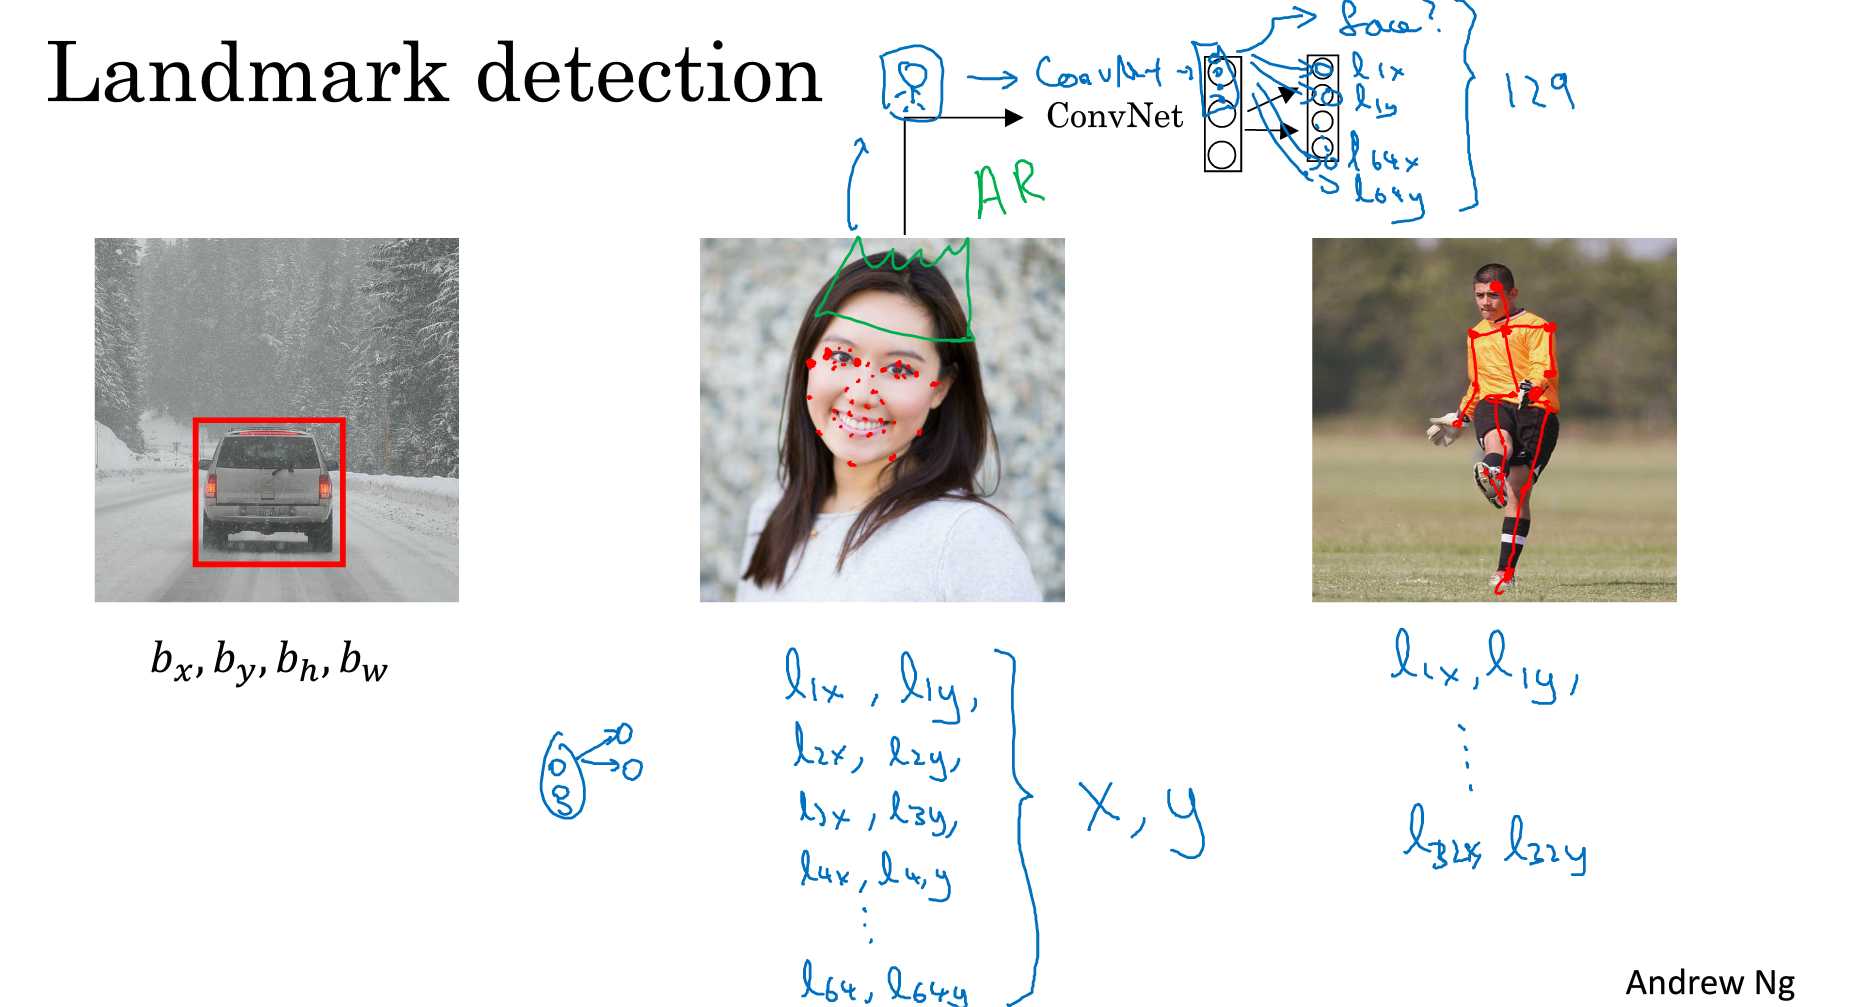 Landmark detection
face?
ConvNet
ConvNet
l1x
l1y
l64x
l64y
129
AR
bx, by, bh, bw
l1x, l1y,
l2x, l2y,
l3x, l3y,
l4x, l4,y
⋮
l64, l64y
x, y
l1x, l1y,
⋮
l32x, l32y
Andrew Ng